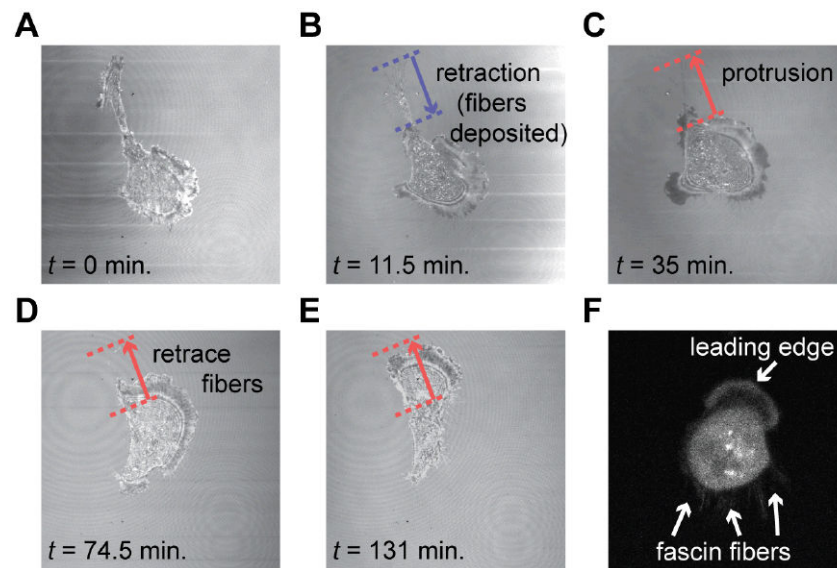 A
B
C
retraction
(fibers
deposited)
protrusion
t = 0 min.
t = 11.5 min.
t = 35 min.
D
E
F
retrace
fibers
leading edge
t = 74.5 min.
t = 131 min.
fascin fibers